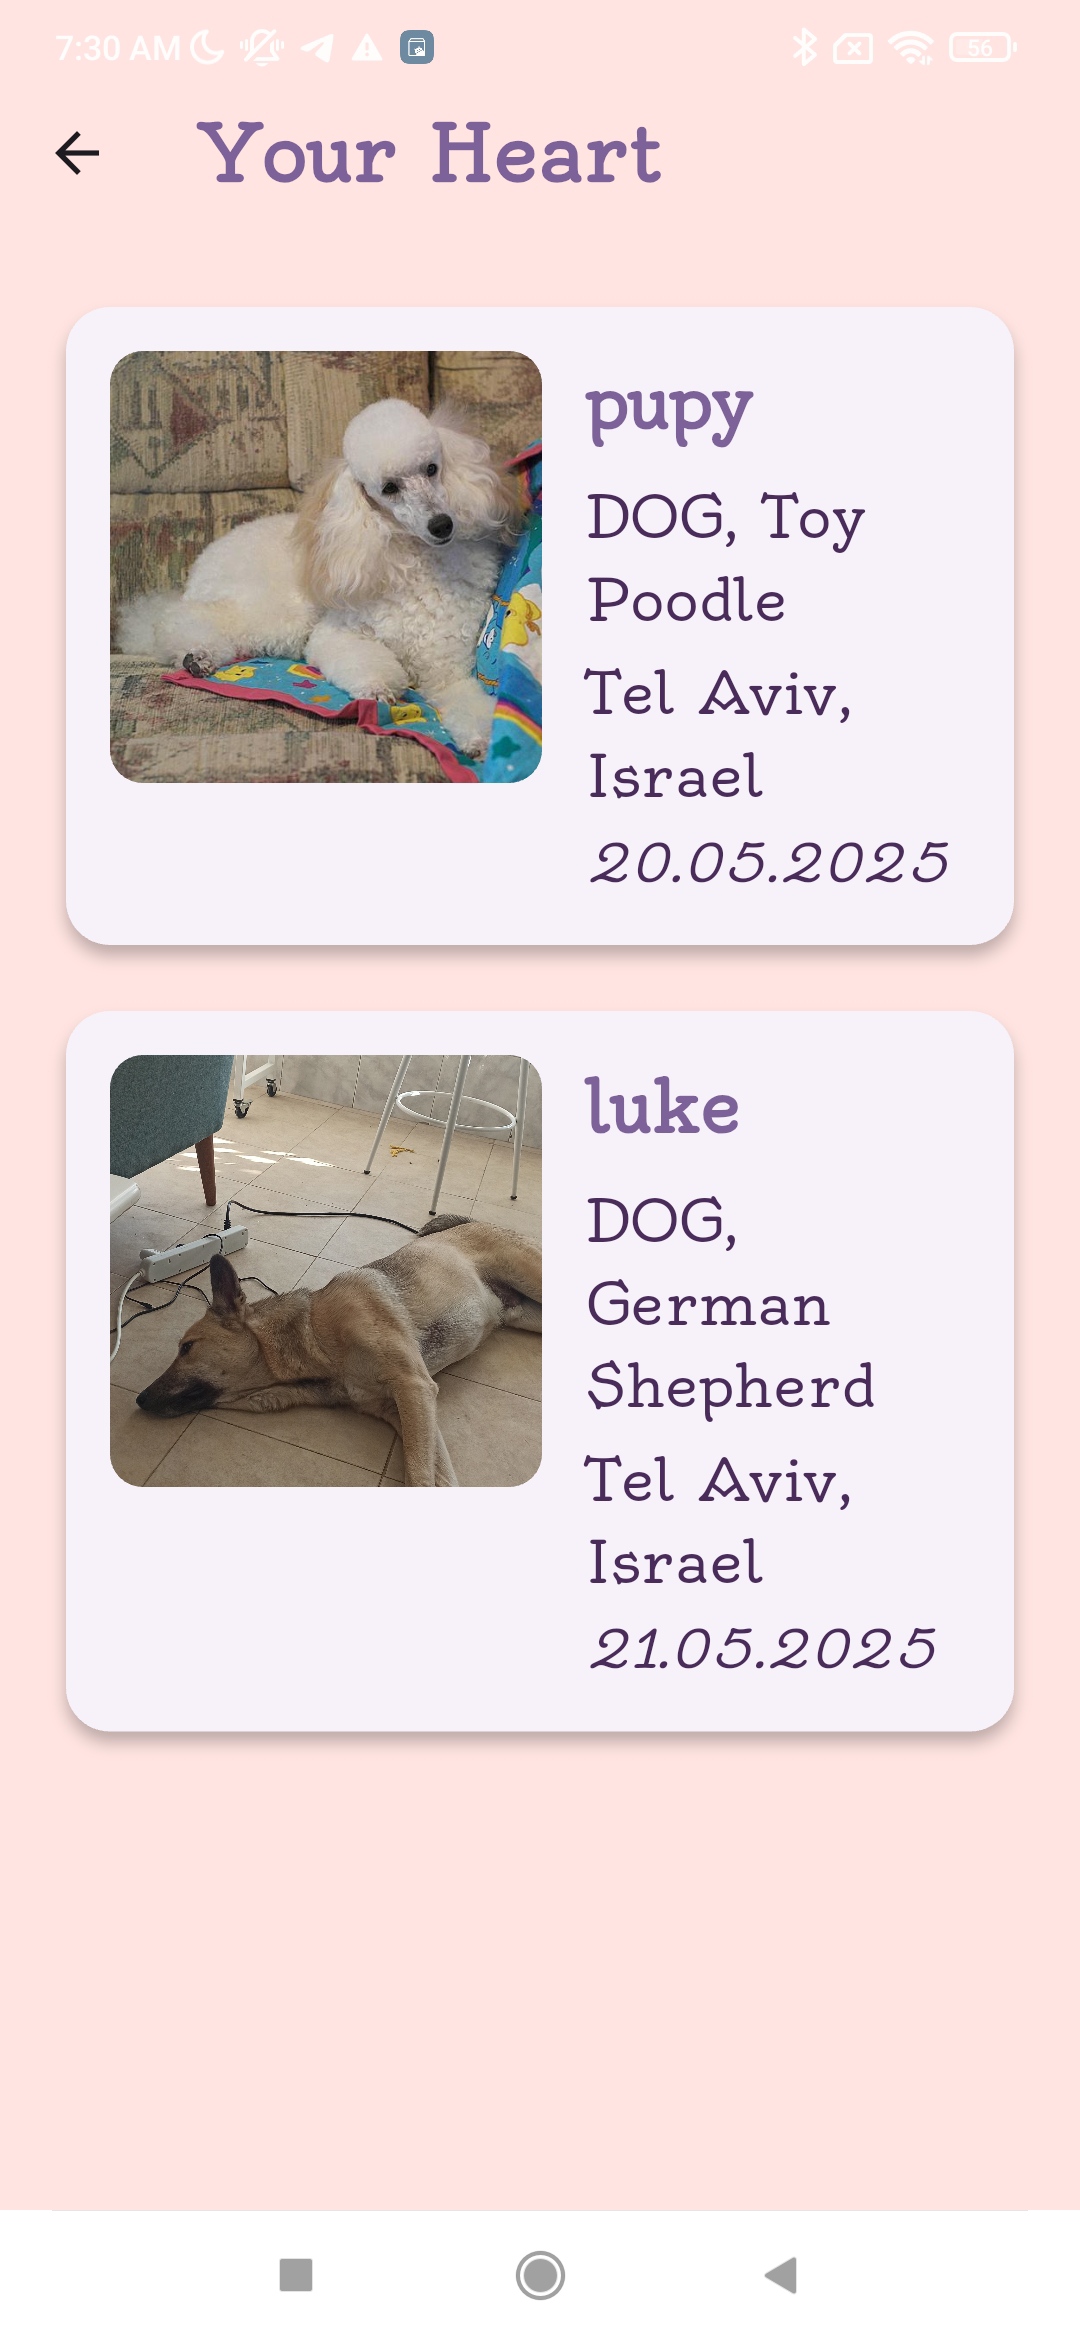 7:30 AM
56
Your Heart
pupy
DOG, Toy
Poodle
Tel Aviv,
Israel
20.05.2025
luke
DOG,
German
Shepherd
Tel Aviv,
Israel
21.05.2025